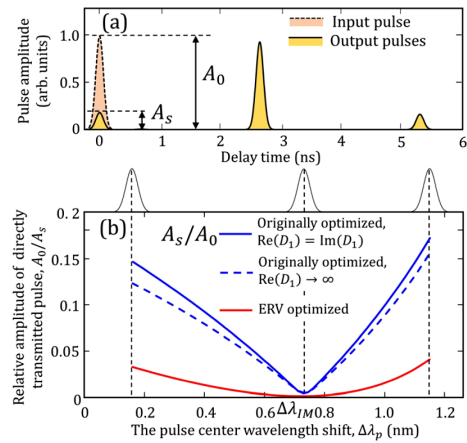 (a)
Input pulse
Output pulses
Pulse amplitude
(arb. units)
1.0
0.5
0
A₀
Aₛ
0 1 2 3 4 5 6
Delay time (ns)
(b)
Aₛ/A₀
Originally optimized,
Re(D₁) = Im(D₁)
Originally optimized,
Re(D₁) → ∞
ERV optimized
Relative amplitude of directly
transmitted pulse, A₀/Aₛ
0.2
0.15
0.1
0.05
0
0 0.2 0.4 0.6 Δλ_IM 0.8 1 1.2
The pulse center wavelength shift, Δλₚ (nm)